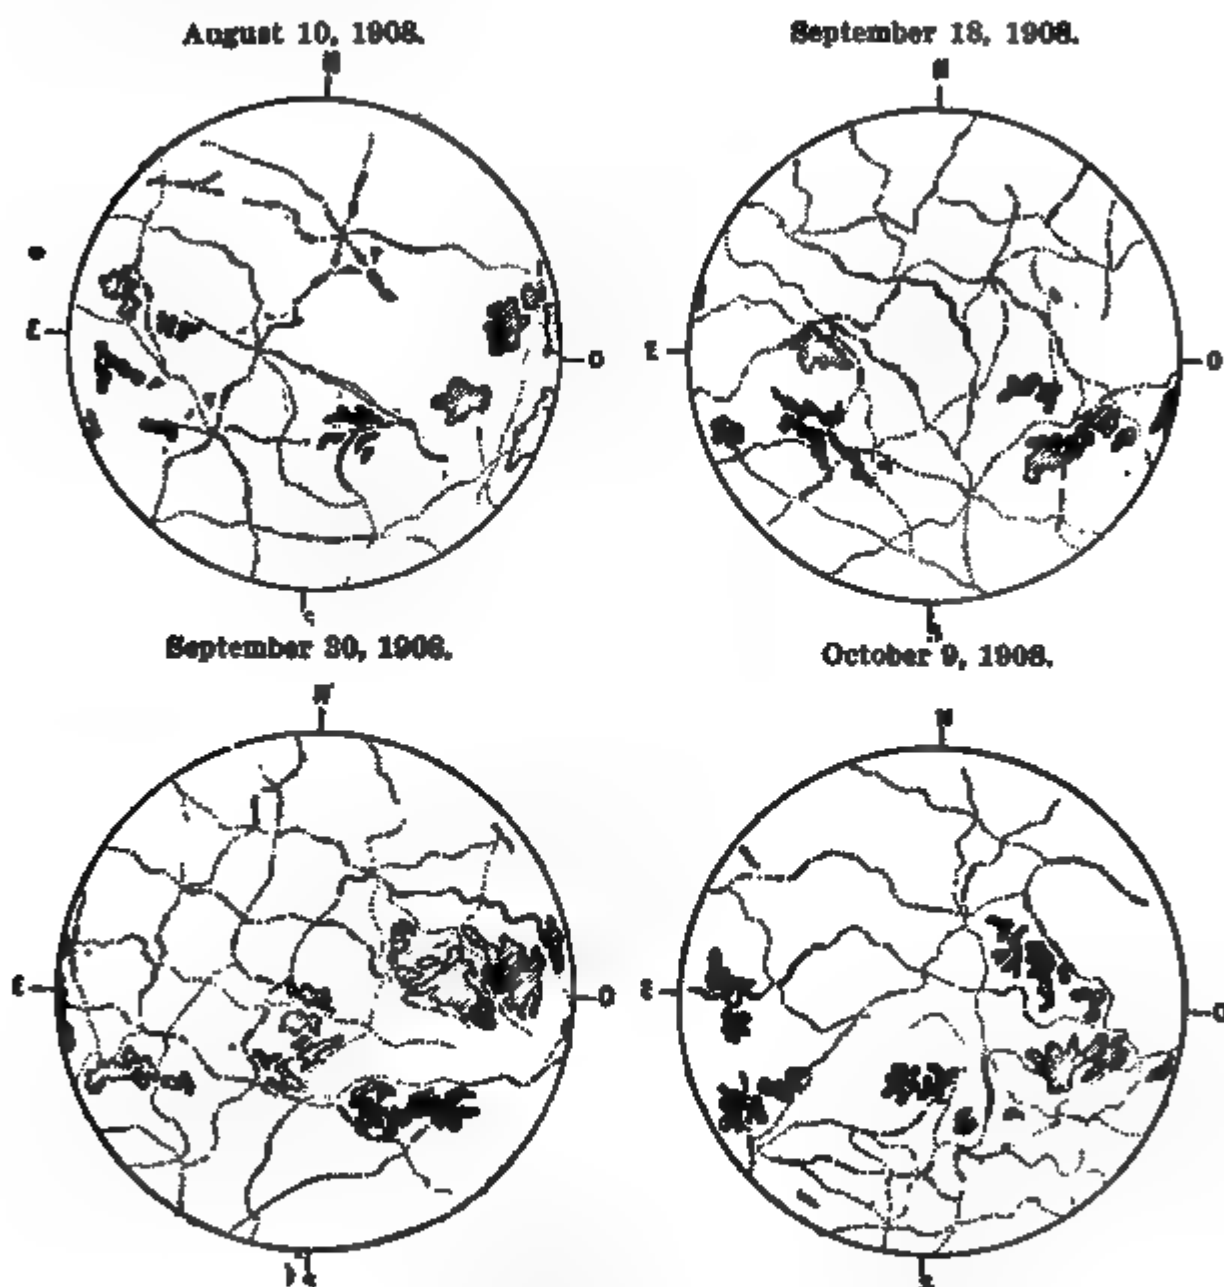 August 10, 1908.
September 18, 1908.
N
N
E
O
E
O
September 30, 1908.
October 9, 1908.
N
N
E
O
E
O